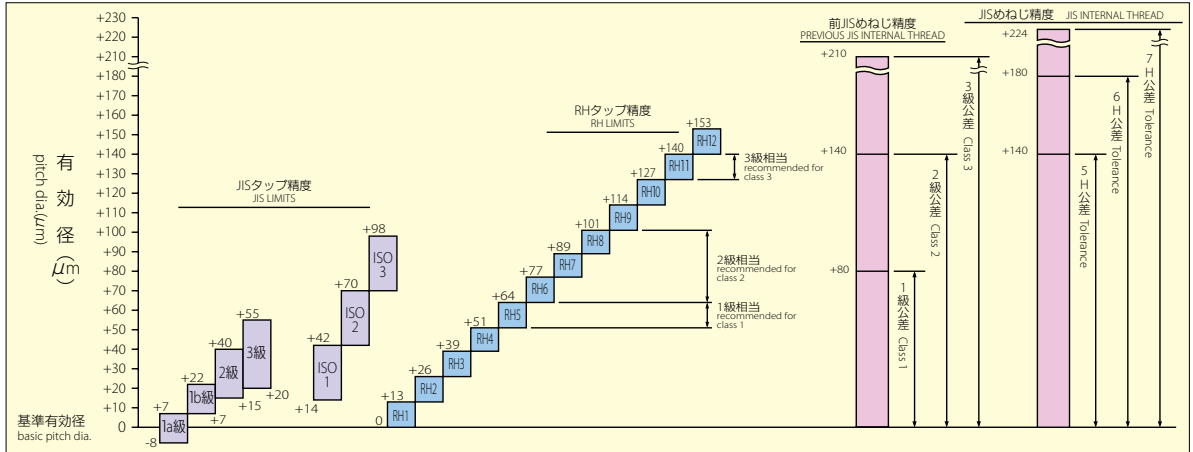 +230
+220
+210
+180
+170
+160
+150
+140
+130
+120
+110
+100
+90
+80
+70
+60
+50
+40
+30
+20
+10
0
有効径
pitch dia.(μm)
(μm)
基準有効径
basic pitch dia.
JISタップ精度
JIS LIMITS
+7
1a級
-8
+22
1b級
+7
+40
2級
+15
+55
3級
+20
+42
ISO
1
+14
+70
ISO
2
+98
ISO
3
RHタップ精度
RH LIMITS
0
+13
RH1
+26
RH2
+39
RH3
+51
RH4
+64
RH5
+77
RH6
+89
RH7
+101
RH8
+114
RH9
+127
RH10
+140
RH11
+153
RH12
3級相当
recommended for
class 3
2級相当
recommended for
class 2
1級相当
recommended for
class 1
前JISめねじ精度
PREVIOUS JIS INTERNAL THREAD
+210
+140
+80
1級公差 Class 1
2級公差 Class 2
3級公差 Class 3
JISめねじ精度 JIS INTERNAL THREAD
+224
+180
+140
5H公差 Tolerance
6H公差 Tolerance
7H公差 Tolerance